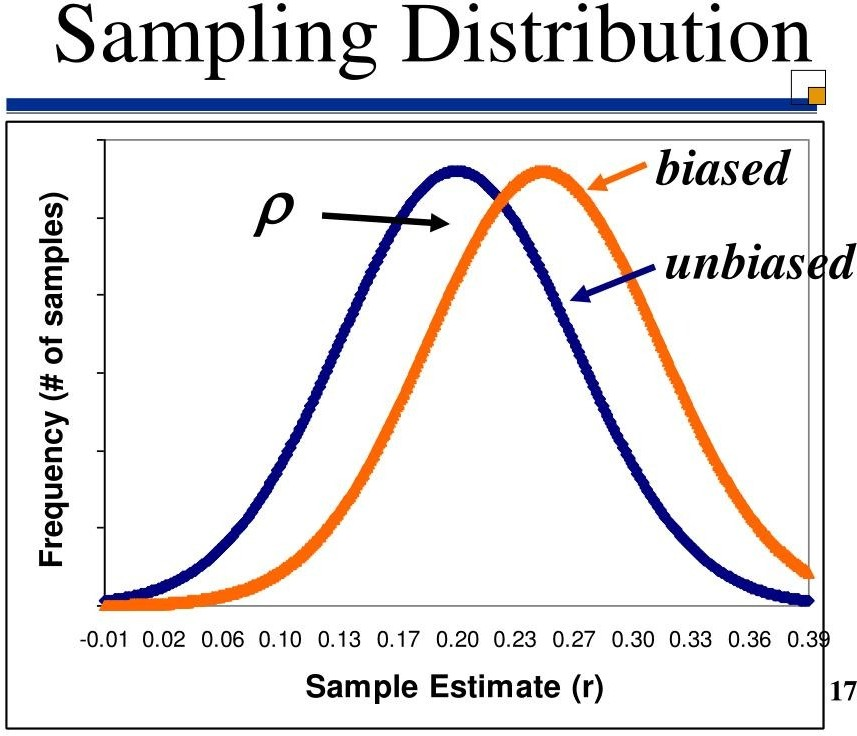 Sampling Distribution
biased
ρ
unbiased
Frequency (# of samples)
-0.01 0.02 0.06 0.10 0.13 0.17 0.20 0.23 0.27 0.30 0.33 0.36 0.39
Sample Estimate (r)
17